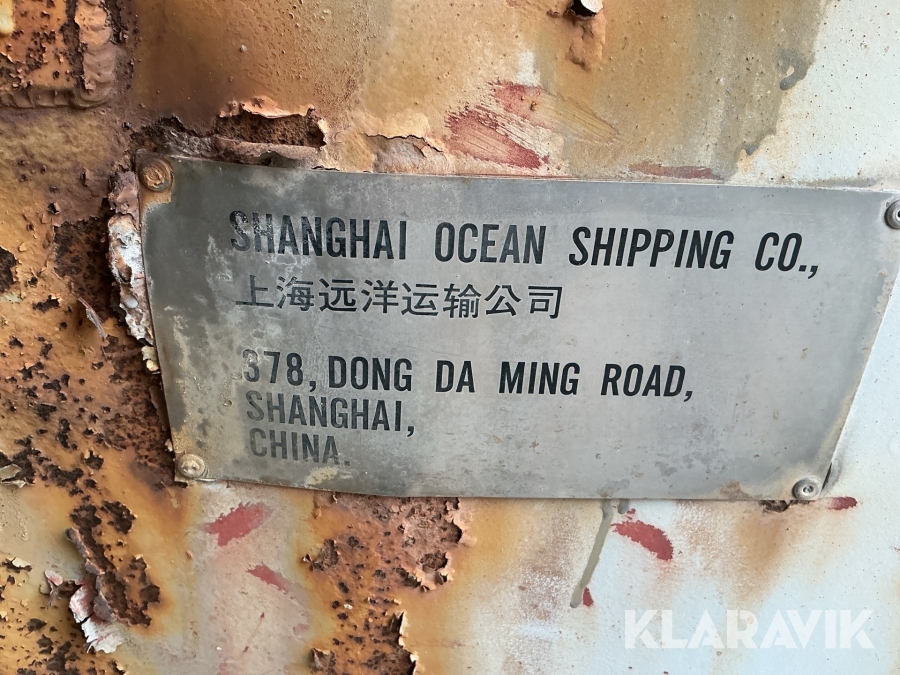 SHANGHAI OCEAN SHIPPING CO.,
上海远洋运输公司
378, DONG DA MING ROAD,
SHANGHAI,
CHINA.
KLARAVIK